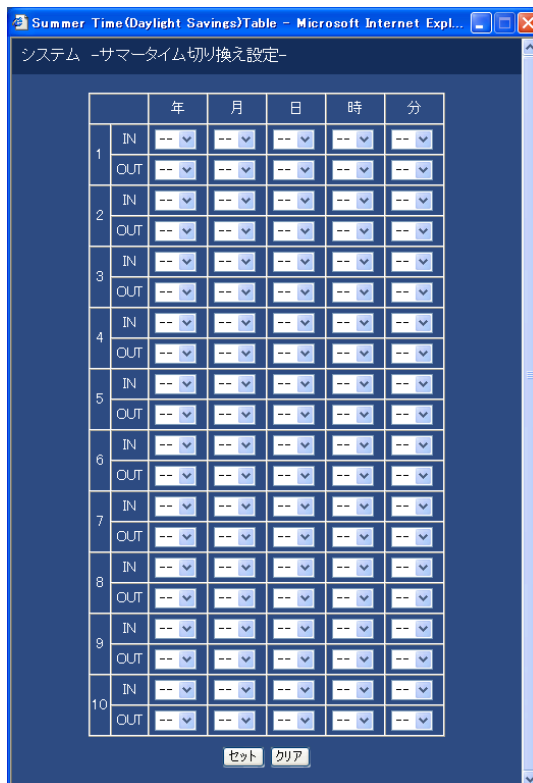 Summer Time(Daylight Savings)Table - Microsoft Internet Expl...
システム -サマータイム切り換え設定-
年 月 日 時 分
1 IN -- -- -- -- --
OUT -- -- -- -- --
2 IN -- -- -- -- --
OUT -- -- -- -- --
3 IN -- -- -- -- --
OUT -- -- -- -- --
4 IN -- -- -- -- --
OUT -- -- -- -- --
5 IN -- -- -- -- --
OUT -- -- -- -- --
6 IN -- -- -- -- --
OUT -- -- -- -- --
7 IN -- -- -- -- --
OUT -- -- -- -- --
8 IN -- -- -- -- --
OUT -- -- -- -- --
9 IN -- -- -- -- --
OUT -- -- -- -- --
10 IN -- -- -- -- --
OUT -- -- -- -- --
セット クリア